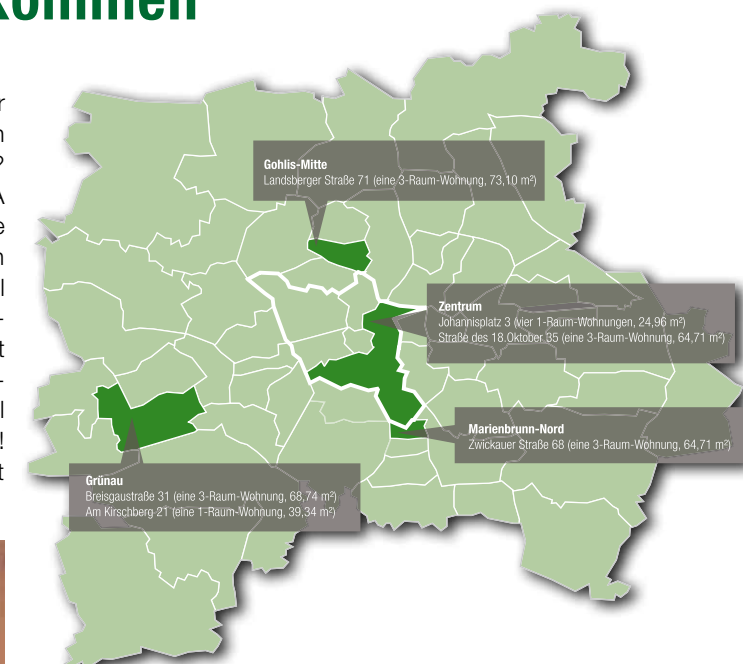 kommen
r
n
?
A
e
n
l
-
t
-
l
!
t
Gohlis-Mitte
Landsberger Straße 71 (eine 3-Raum-Wohnung, 73,10 m²)
Zentrum
Johannisplatz 3 (vier 1-Raum-Wohnungen, 24,96 m²)
Straße des 18.Oktober 35 (eine 3-Raum-Wohnung, 64,71 m²)
Marienbrunn-Nord
Zwickauer Straße 68 (eine 3-Raum-Wohnung, 64,71 m²)
Grünau
Breisgaustraße 31 (eine 3-Raum-Wohnung, 68,74 m²)
Am Kirschberg 21 (eine 1-Raum-Wohnung, 39,34 m²)